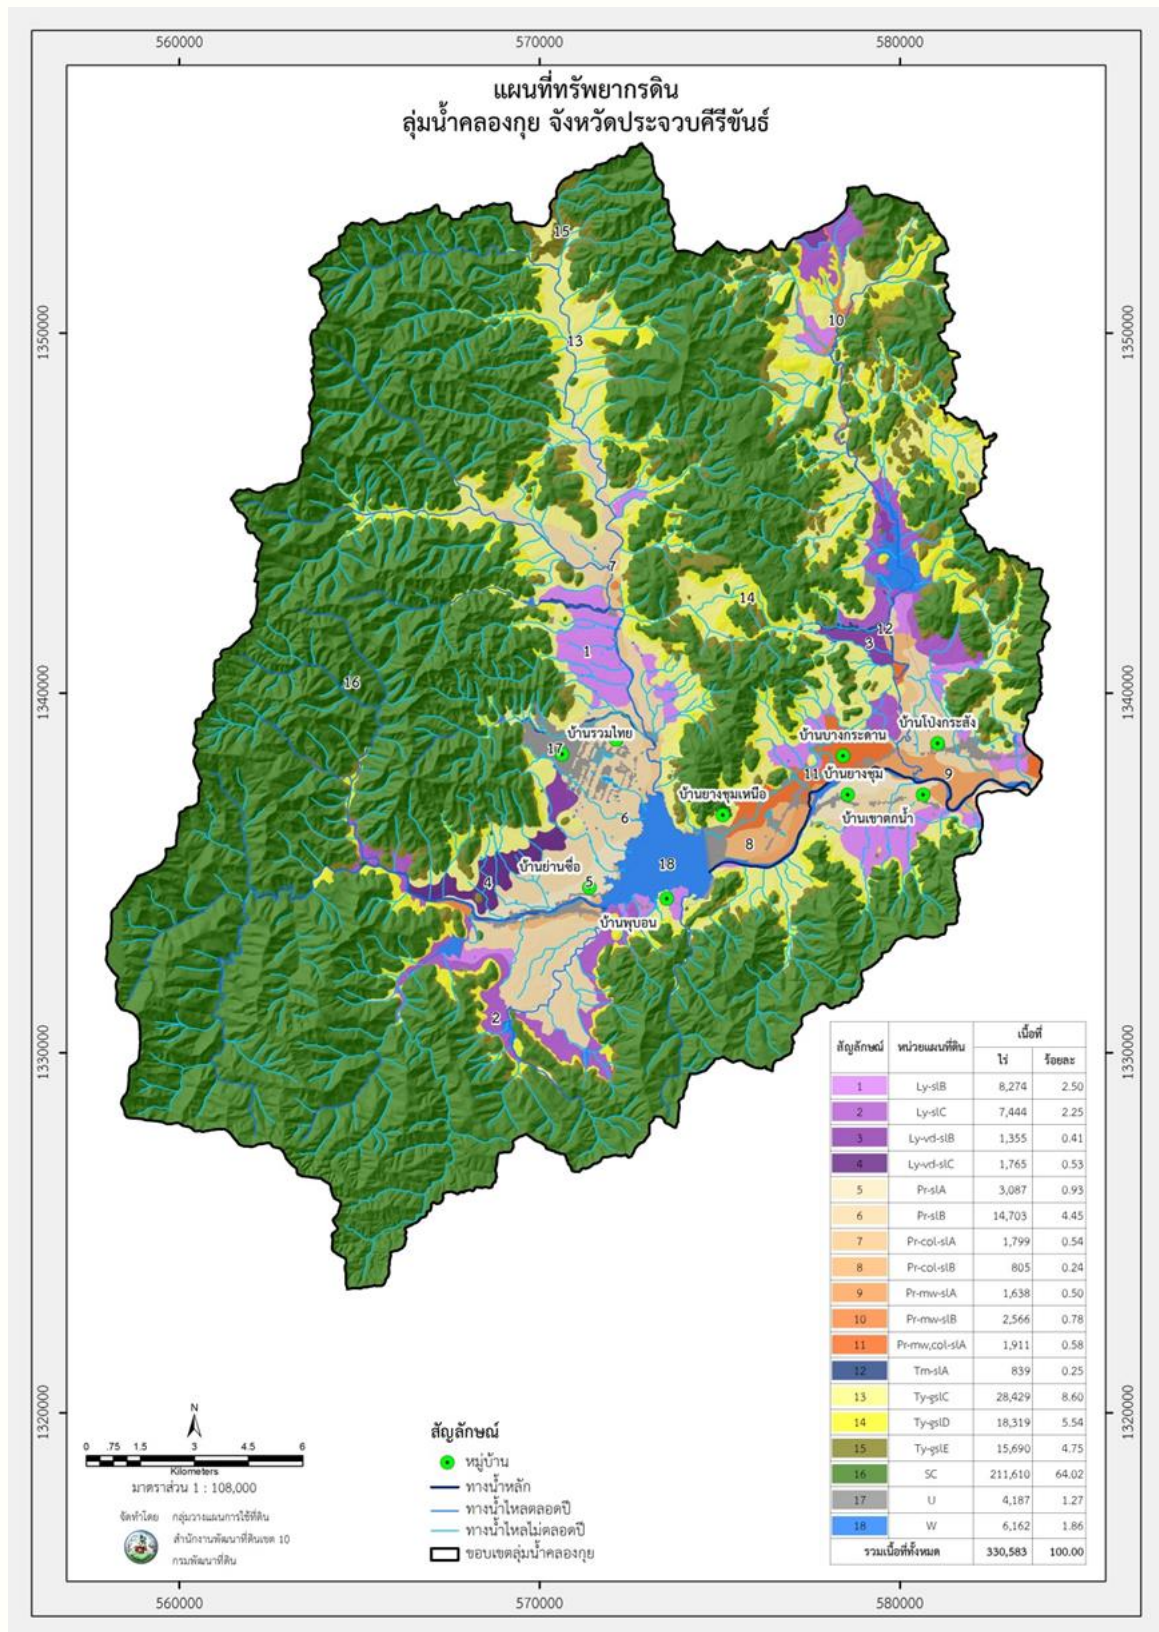 560000
570000
580000
แผนที่ทรัพยากรดิน
ลุ่มน้ำคลองกุย จังหวัดประจวบคีรีขันธ์
1350000
1350000
1340000
1340000
1330000
1330000
1320000
1320000
15
13
10
7
14
12
3
1
16
บ้านรวมไทย
17
บ้านโป่งกระสัง
บ้านบางกระดาน
11
บ้านยางชุม
9
บ้านยางชุมเหนือ
บ้านเขาตกน้ำ
6
8
18
บ้านย่านซื่อ
4
5
บ้านพุบอน
2
สัญลักษณ์ หน่วยแผนที่ดิน เนื้อที่
ไร่ ร้อยละ
1 Ly-slB 8,274 2.50
2 Ly-slC 7,444 2.25
3 Ly-vd-slB 1,355 0.41
4 Ly-vd-slC 1,765 0.53
5 Pr-slA 3,087 0.93
6 Pr-slB 14,703 4.45
7 Pr-col-slA 1,799 0.54
8 Pr-col-slB 805 0.24
9 Pr-mw-slA 1,638 0.50
10 Pr-mw-slB 2,566 0.78
11 Pr-mw,col-slA 1,911 0.58
12 Tm-slA 839 0.25
13 Ty-gslC 28,429 8.60
14 Ty-gslD 18,319 5.54
15 Ty-gslE 15,690 4.75
16 SC 211,610 64.02
17 U 4,187 1.27
18 W 6,162 1.86
รวมเนื้อที่ทั้งหมด 330,583 100.00
N
0 .75 1.5 3 4.5 6
Kilometers
มาตราส่วน 1 : 108,000
จัดทำโดย กลุ่มวางแผนการใช้ที่ดิน
สำนักงานพัฒนาที่ดินเขต 10
กรมพัฒนาที่ดิน
สัญลักษณ์
หมู่บ้าน
ทางน้ำหลัก
ทางน้ำไหลตลอดปี
ทางน้ำไหลไม่ตลอดปี
ขอบเขตลุ่มน้ำคลองกุย
560000
570000
580000